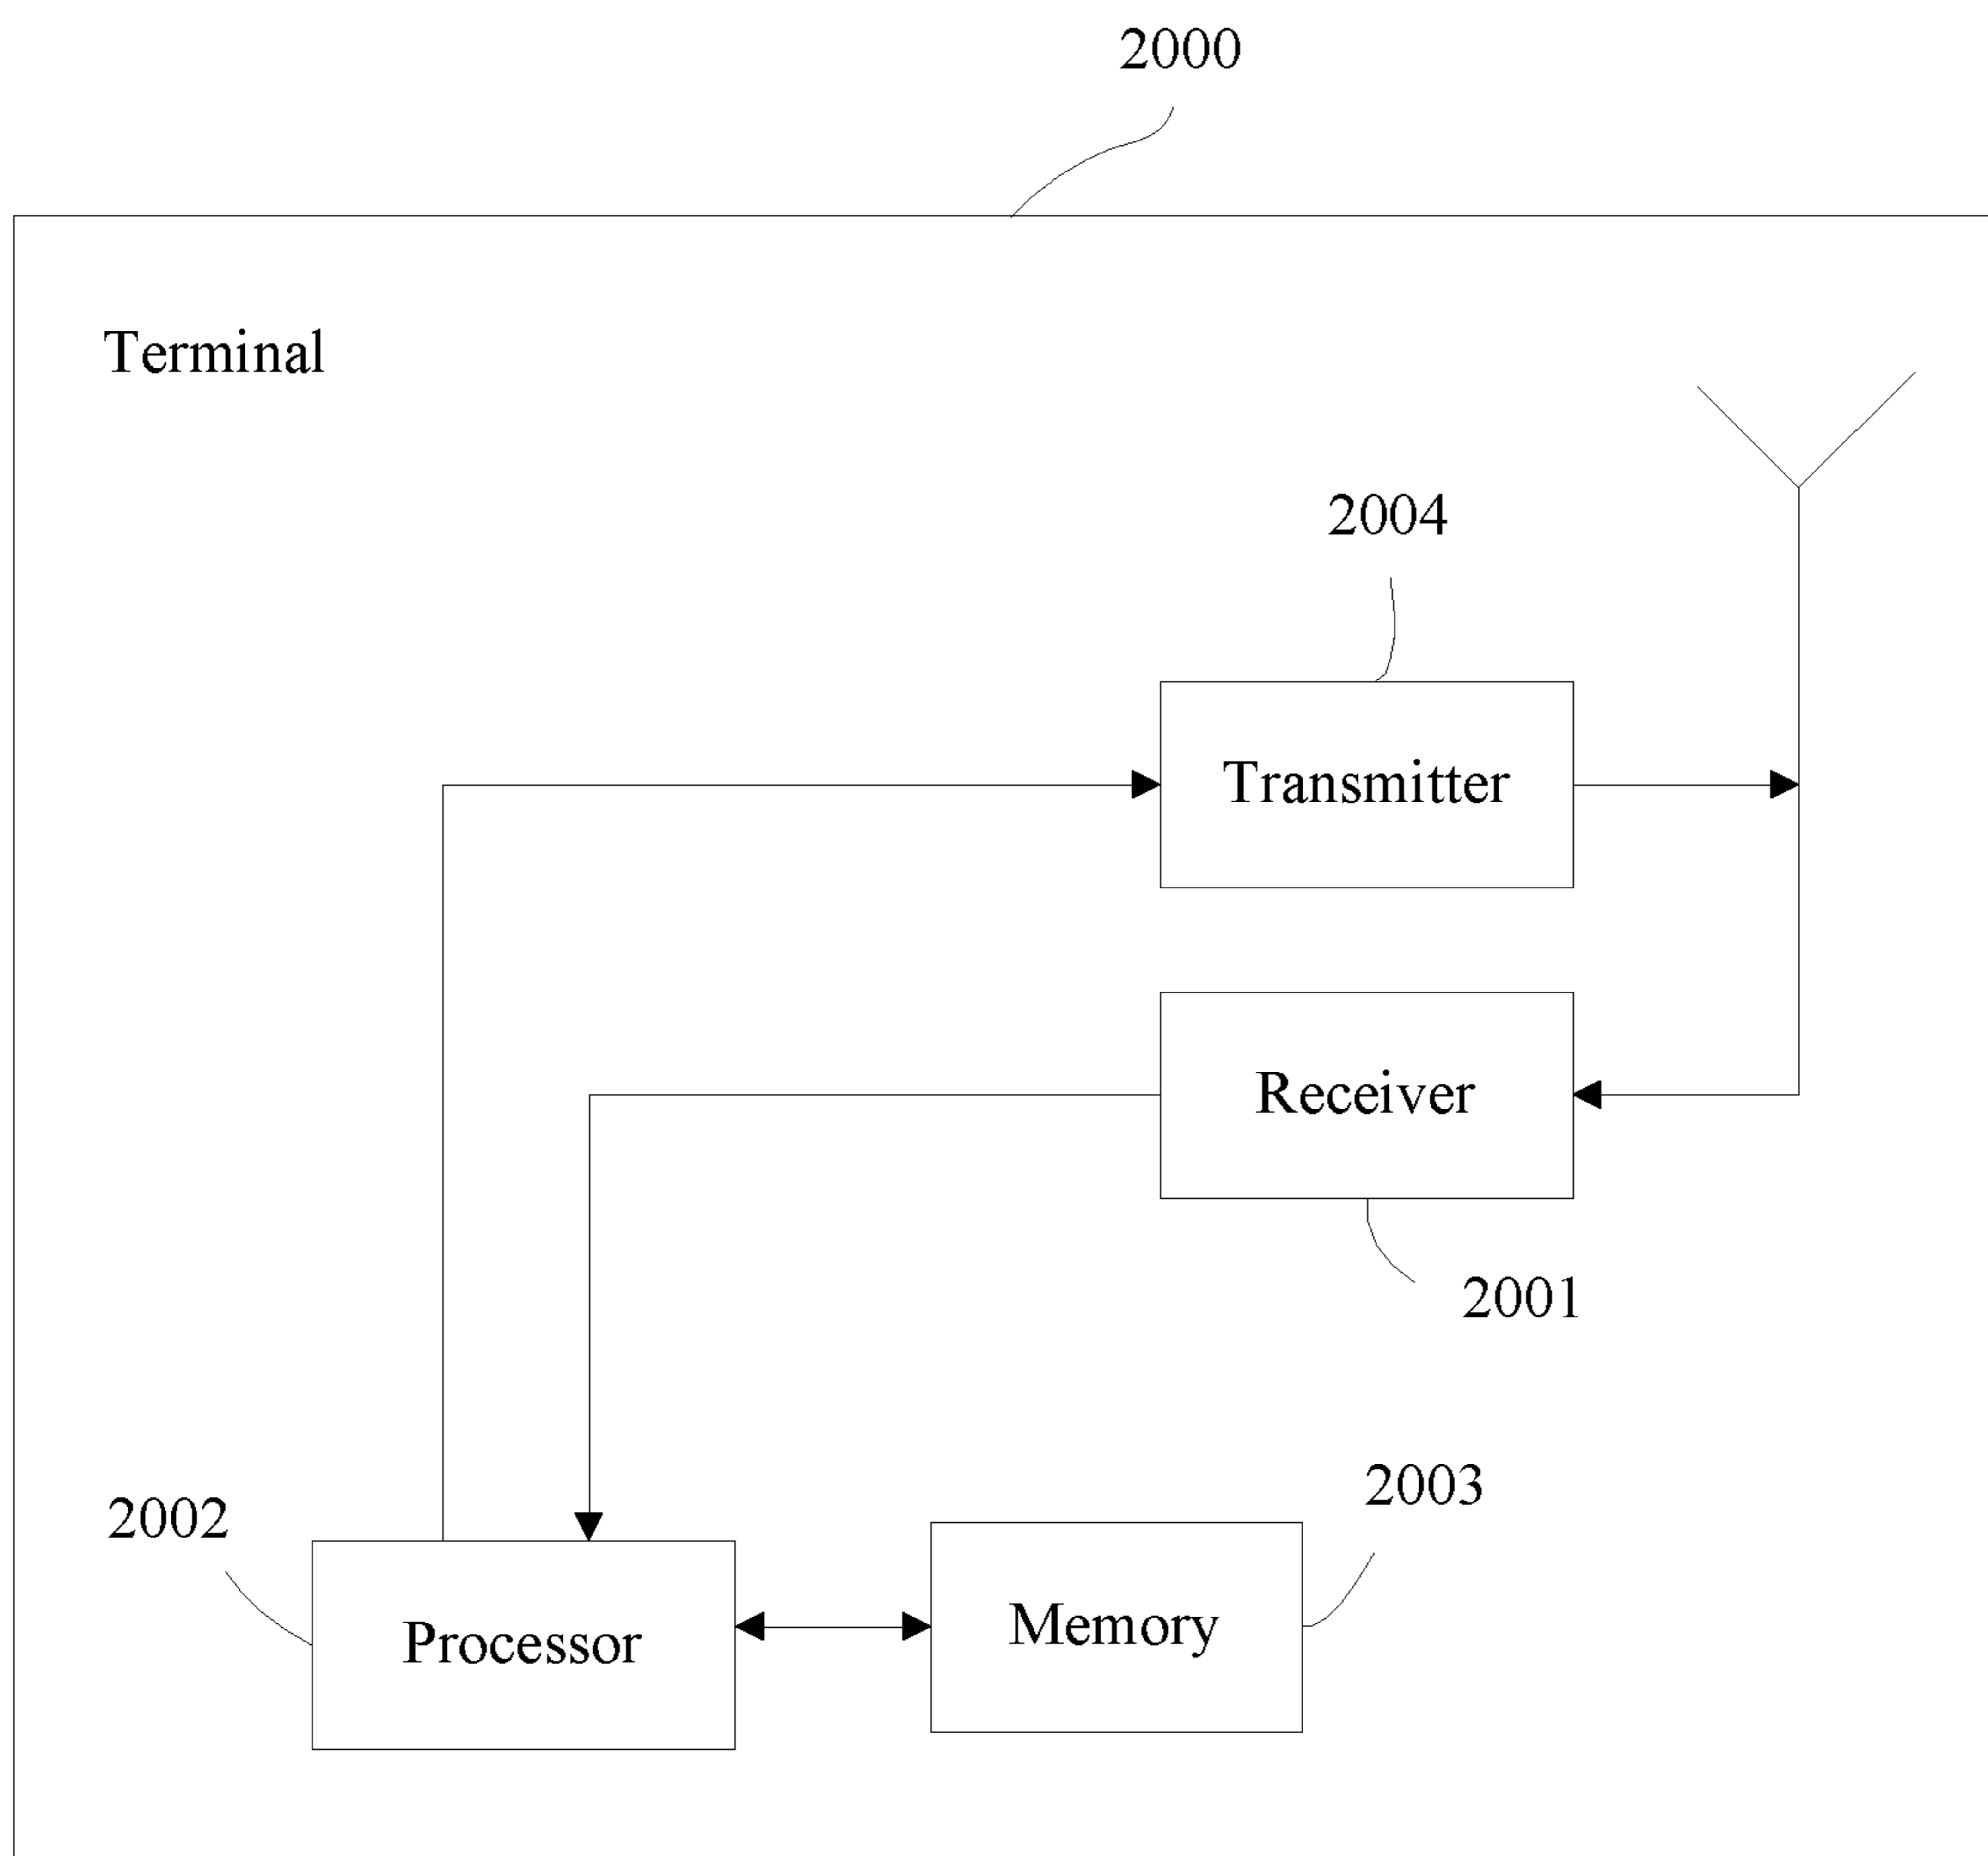 2000
Terminal
2004
Transmitter
Receiver
2001
2003
2002
Memory
Processor